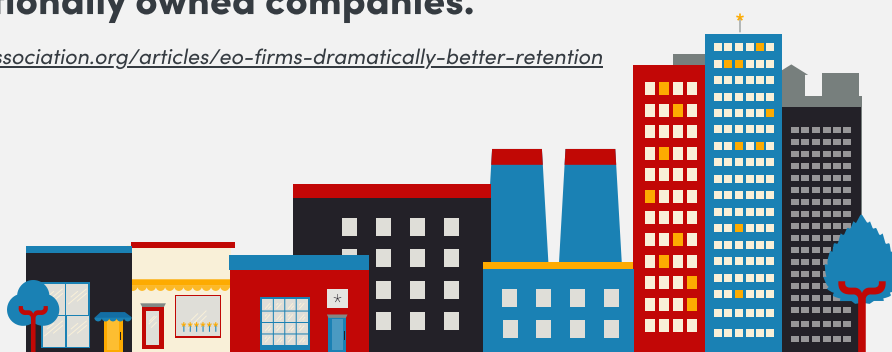 tionally owned companies.
ssociation.org/articles/eo-firms-dramatically-better-retention
*